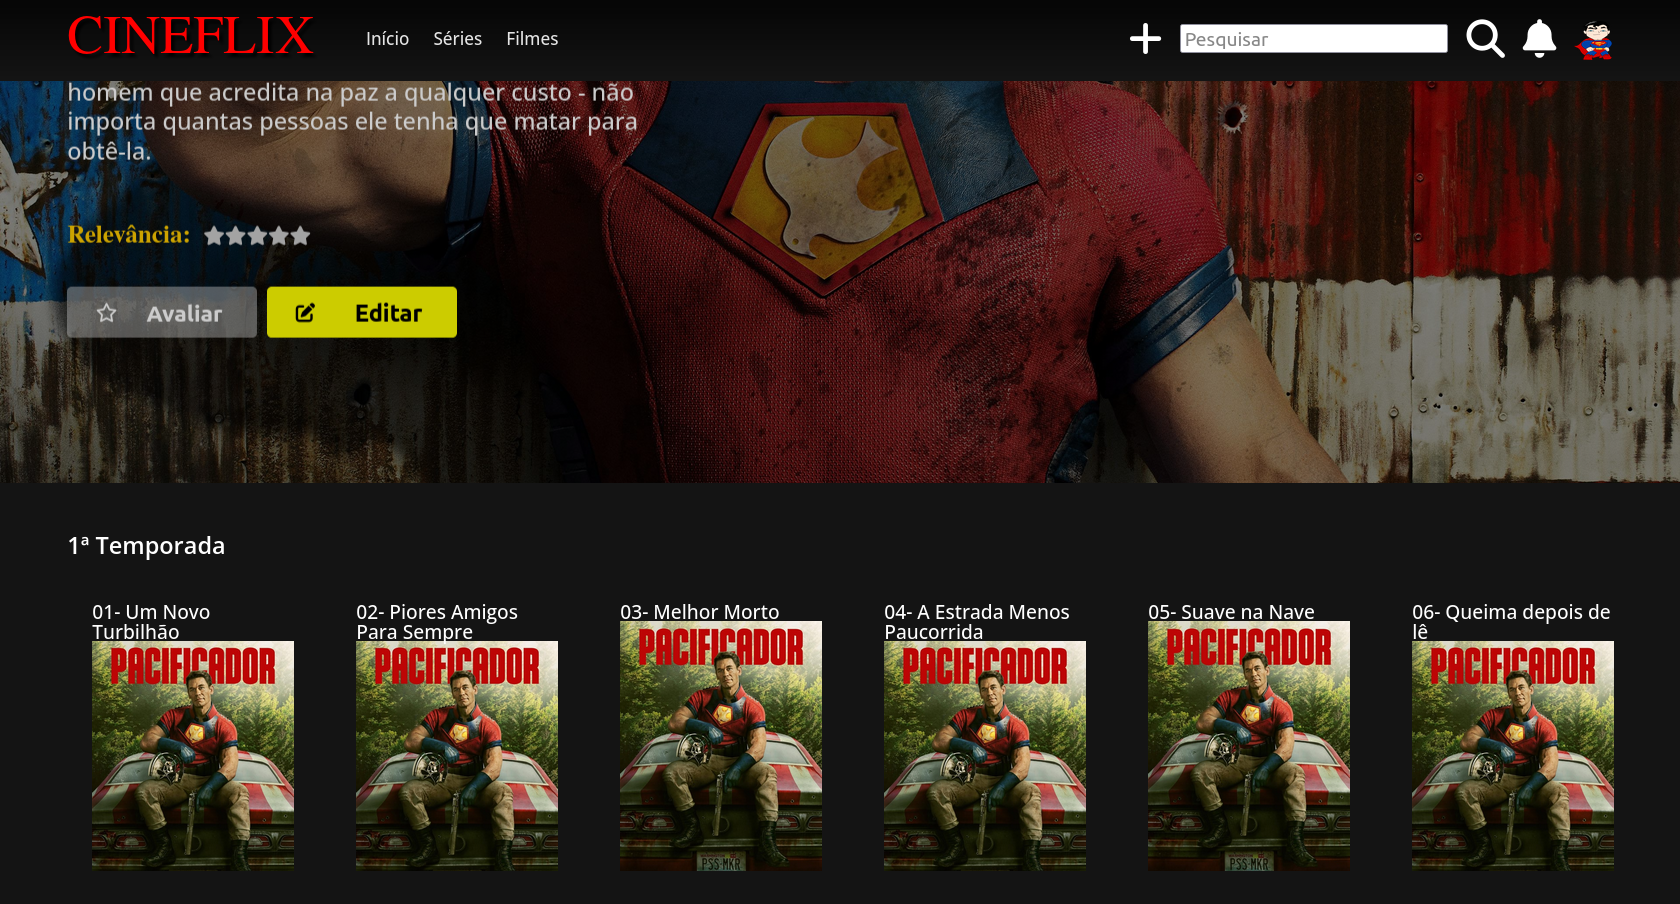 CINEFLIX
Início Séries Filmes
Pesquisar
homem que acredita na paz a qualquer custo - não
importa quantas pessoas ele tenha que matar para
obtê-la.
Relevância:
Avaliar
Editar
1ª Temporada
01- Um Novo
Turbilhão
02- Piores Amigos
Para Sempre
03- Melhor Morto
04- A Estrada Menos
Paucorrida
05- Suave na Nave
06- Queima depois de
lê
PACIFICADOR
PACIFICADOR
PACIFICADOR
PACIFICADOR
PACIFICADOR
PACIFICADOR
PSS-MKR
PSS-MKR